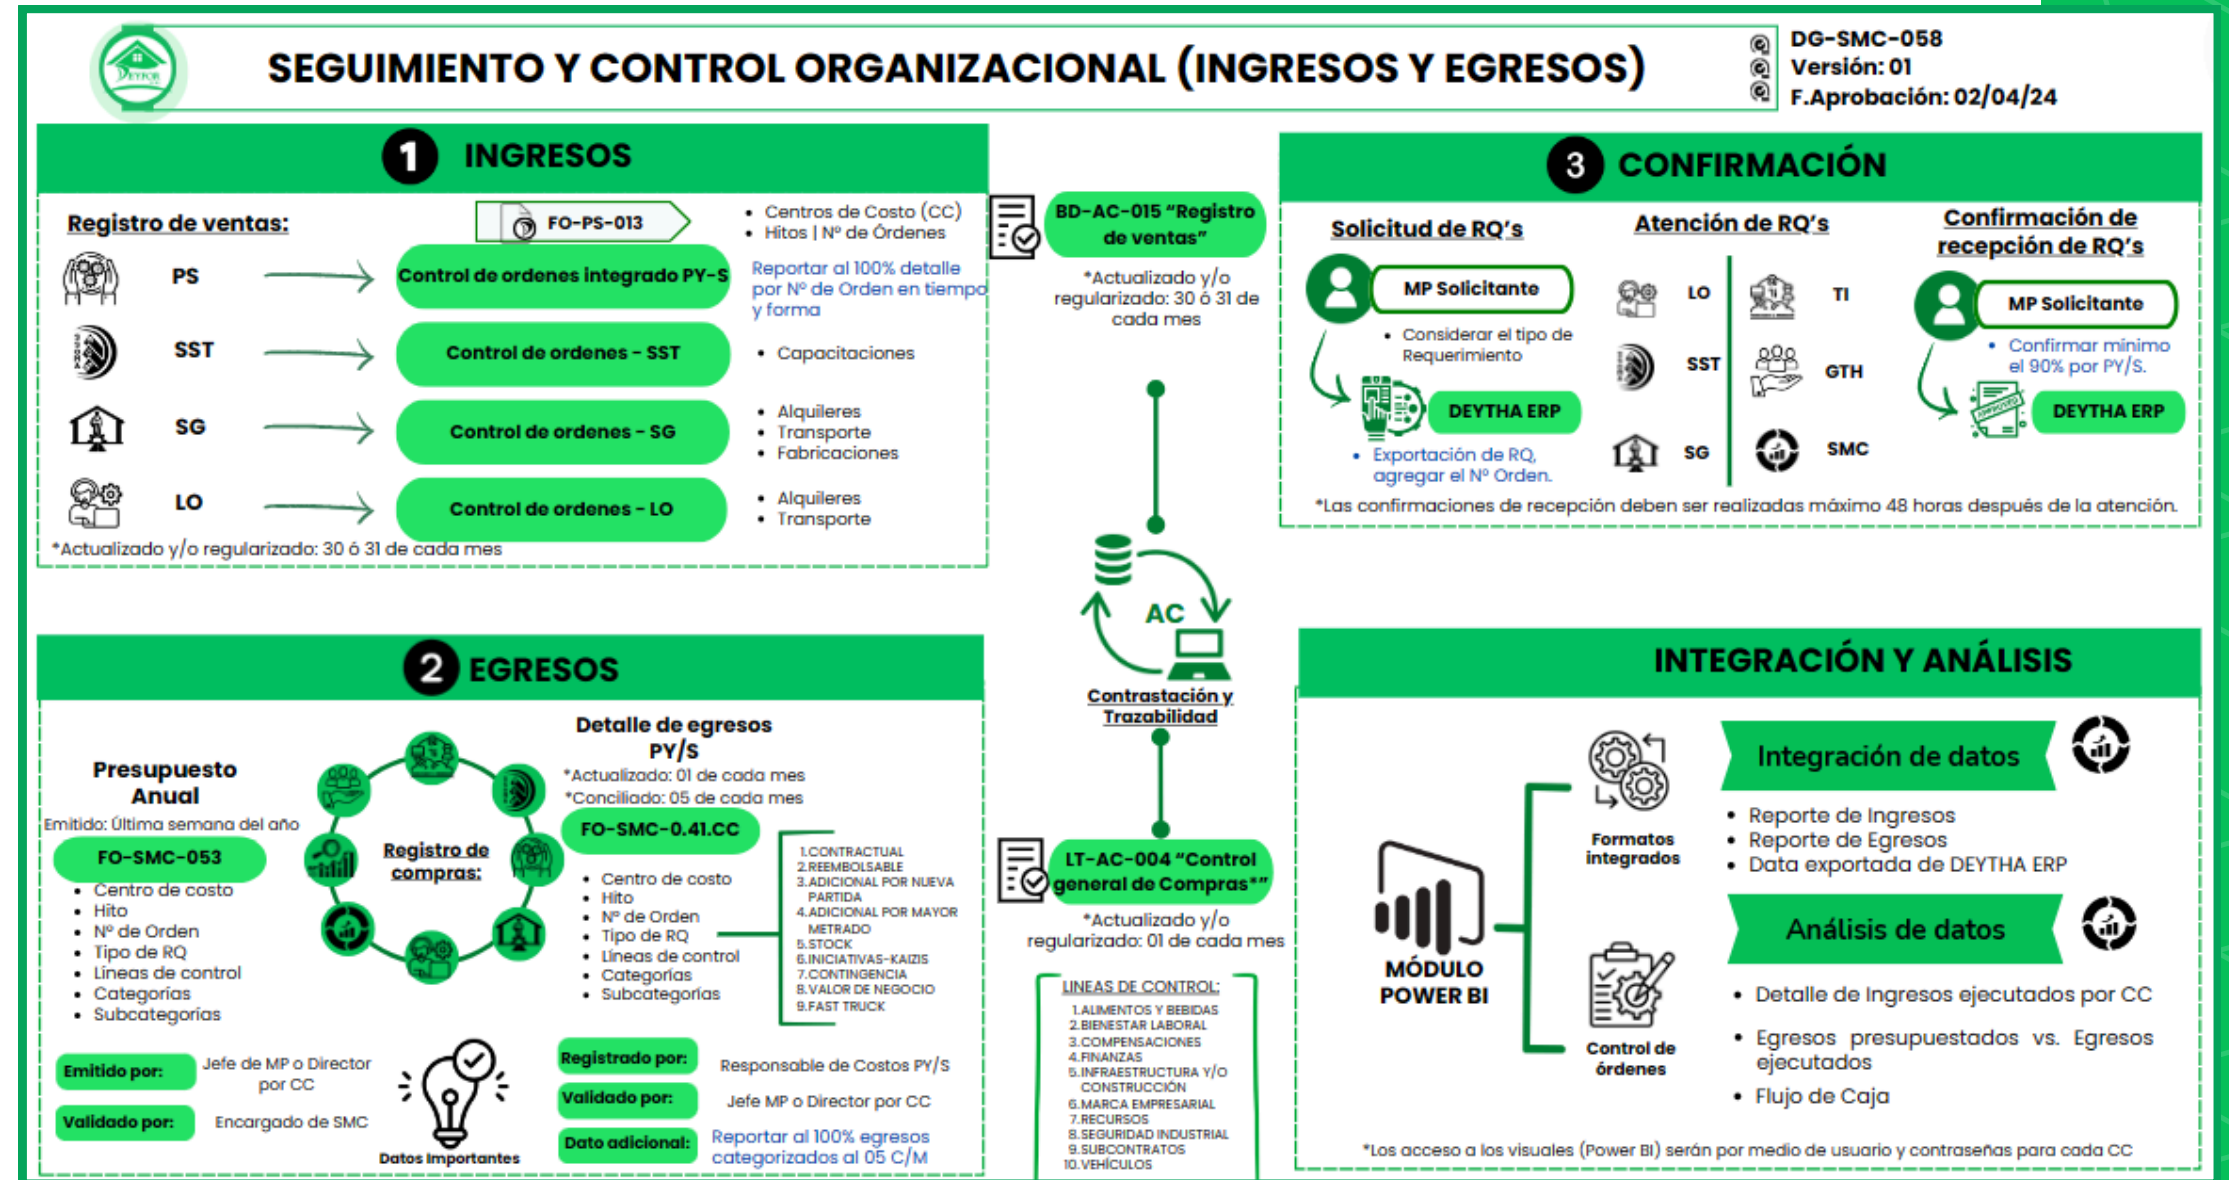 DEYFOR
SEGUIMIENTO Y CONTROL ORGANIZACIONAL (INGRESOS Y EGRESOS)
DG-SMC-058
Versión: 01
F.Aprobación: 02/04/24
1 INGRESOS
Registro de ventas:
FO-PS-013
• Centros de Costo (CC)
• Hitos | Nº de Órdenes
PS
Control de ordenes integrado PY-S
Reportar al 100% detalle
por Nº de Orden en tiempo
y forma
SST
Control de ordenes - SST
• Capacitaciones
SG
Control de ordenes - SG
• Alquileres
• Transporte
• Fabricaciones
LO
Control de ordenes - LO
• Alquileres
• Transporte
*Actualizado y/o regularizado: 30 ó 31 de cada mes
BD-AC-015 “Registro
de ventas”
*Actualizado y/o
regularizado: 30 ó 31 de
cada mes
AC
Contrastación y
Trazabilidad
LT-AC-004 “Control
general de Compras*”
*Actualizado y/o
regularizado: 01 de cada mes
LINEAS DE CONTROL:
1.ALIMENTOS Y BEBIDAS
2.BIENESTAR LABORAL
3.COMPENSACIONES
4.FINANZAS
5.INFRAESTRUCTURA Y/O
CONSTRUCCIÓN
6.MARCA EMPRESARIAL
7.RECURSOS
8.SEGURIDAD INDUSTRIAL
9.SUBCONTRATOS
10.VEHÍCULOS
3 CONFIRMACIÓN
Solicitud de RQ’s
MP Solicitante
• Considerar el tipo de
Requerimiento
DEYTHA ERP
• Exportación de RQ,
agregar el Nº Orden.
Atención de RQ’s
LO
TI
SST
GTH
SG
SMC
Confirmación de
recepción de RQ’s
MP Solicitante
• Confirmar mínimo
el 90% por PY/S.
APPROVED
DEYTHA ERP
*Las confirmaciones de recepción deben ser realizadas máximo 48 horas después de la atención.
2 EGRESOS
Presupuesto
Anual
Emitido: Última semana del año
FO-SMC-053
• Centro de costo
• Hito
• Nº de Orden
• Tipo de RQ
• Líneas de control
• Categorías
• Subcategorías
Registro de
compras:
Detalle de egresos
PY/S
*Actualizado: 01 de cada mes
*Conciliado: 05 de cada mes
FO-SMC-0.41.CC
• Centro de costo
• Hito
• Nº de Orden
• Tipo de RQ
• Líneas de control
• Categorías
• Subcategorías
1.CONTRACTUAL
2.REEMBOLSABLE
3.ADICIONAL POR NUEVA
PARTIDA
4.ADICIONAL POR MAYOR
METRADO
5.STOCK
6.INICIATIVAS-KAIZIS
7.CONTINGENCIA
8.VALOR DE NEGOCIO
9.FAST TRUCK
Emitido por:
Jefe de MP o Director
por CC
Validado por:
Encargado de SMC
Datos Importantes
Registrado por:
Responsable de Costos PY/S
Validado por:
Jefe MP o Director por CC
Dato adicional:
Reportar al 100% egresos
categorizados al 05 C/M
INTEGRACIÓN Y ANÁLISIS
MÓDULO
POWER BI
Formatos
integrados
Control de
órdenes
Integración de datos
• Reporte de Ingresos
• Reporte de Egresos
• Data exportada de DEYTHA ERP
Análisis de datos
• Detalle de Ingresos ejecutados por CC
• Egresos presupuestados vs. Egresos
ejecutados
• Flujo de Caja
*Los acceso a los visuales (Power BI) serán por medio de usuario y contraseñas para cada CC